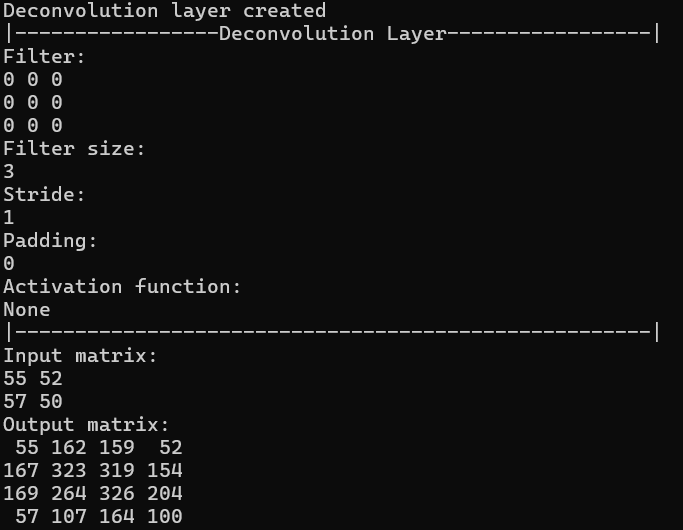 Deconvolution layer created
|-----------------Deconvolution Layer-----------------|
Filter:
0 0 0
0 0 0
0 0 0
Filter size:
3
Stride:
1
Padding:
0
Activation function:
None
|-----------------------------------------------------|
Input matrix:
55 52
57 50
Output matrix:
 55 162 159  52
167 323 319 154
169 264 326 204
 57 107 164 100